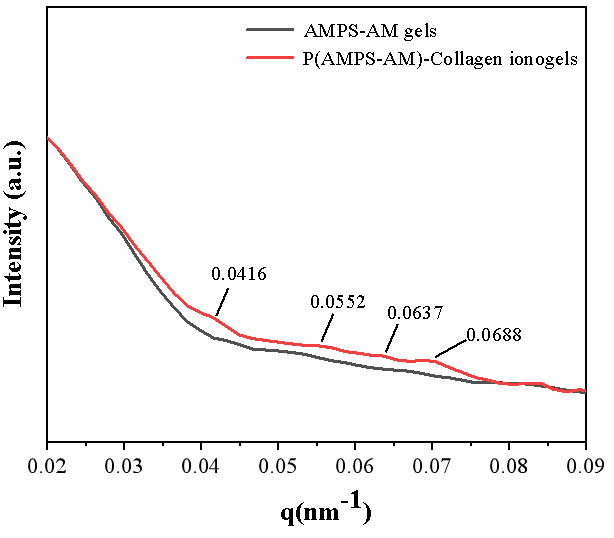 AMPS-AM gels
P(AMPS-AM)-Collagen ionogels
0.0416
0.0552
0.0637
0.0688
Intensity (a.u.)
0.02 0.03 0.04 0.05 0.06 0.07 0.08 0.09
q(nm⁻¹)